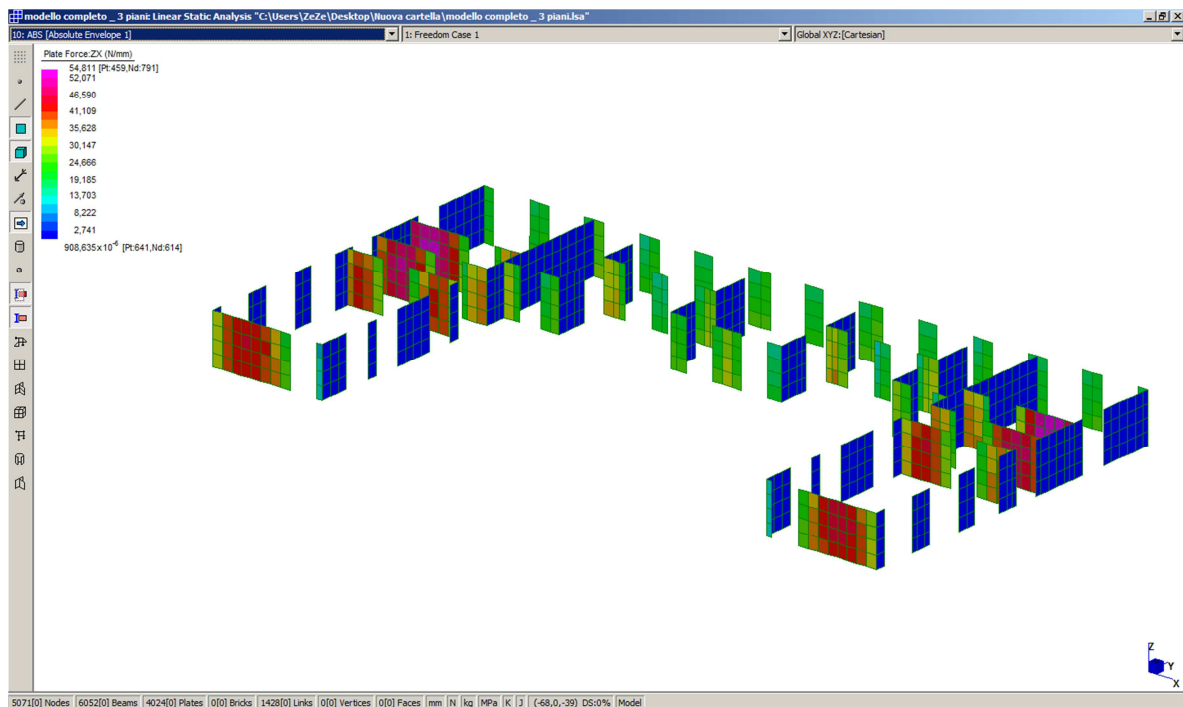 modello completo _ 3 piani: Linear Static Analysis "C:\Users\ZeZe\Desktop\Nuova cartella\modello completo _ 3 piani.lsa"
10: ABS [Absolute Envelope 1]
1: Freedom Case 1
Global XYZ:[Cartesian]
Plate Force:ZX (N/mm)
54,811 [Pt:459,Nd:791]
52,071
46,590
41,109
35,628
30,147
24,666
19,185
13,703
8,222
2,741
908,635x10⁻⁶ [Pt:641,Nd:614]
Z
Y
X
5071[0] Nodes 6052[0] Beams 4024[0] Plates 0[0] Bricks 1428[0] Links 0[0] Vertices 0[0] Faces mm N kg MPa K J (-68,0,-39) DS:0% Model